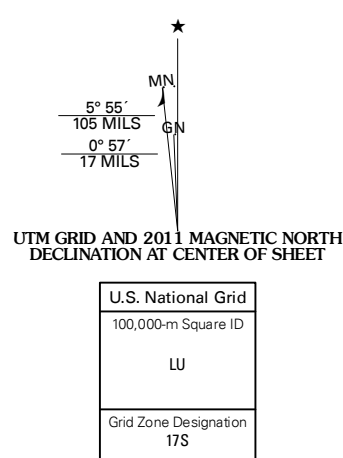 ★
M.N.
5° 55´
105 MILS
GN
0° 57´
17 MILS
UTM GRID AND 2011 MAGNETIC NORTH
DECLINATION AT CENTER OF SHEET
U.S. National Grid
100,000-m Square ID
LU
Grid Zone Designation
17S